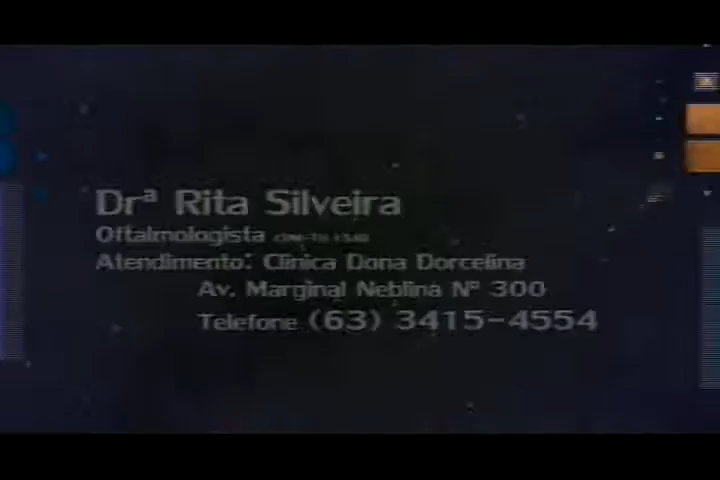 Drª Rita Silveira
Oftalmologista
Atendimento: Clínica Dona Dorcelina
Av. Marginal Neblina Nº 300
Telefone (63) 3415-4554